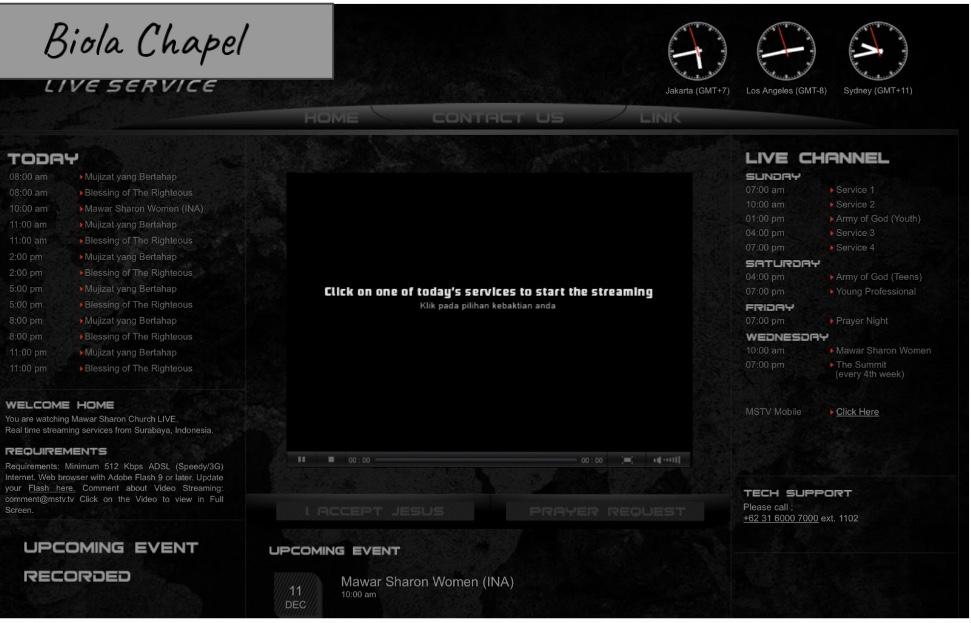 Biola Chapel
LIVE SERVICE
Jakarta (GMT+7)
Los Angeles (GMT-8)
Sydney (GMT+11)
HOME
CONTACT US
LINK
TODAY
08:00 am Mujizat yang Bertahap
08:00 am Blessing of The Righteous
10:00 am Mawar Sharon Women (INA)
11:00 am Mujizat yang Bertahap
11:00 am Blessing of The Righteous
2:00 pm Mujizat yang Bertahap
2:00 pm Blessing of The Righteous
5:00 pm Mujizat yang Bertahap
5:00 pm Blessing of The Righteous
8:00 pm Mujizat yang Bertahap
8:00 pm Blessing of The Righteous
11:00 pm Mujizat yang Bertahap
11:00 pm Blessing of The Righteous
WELCOME HOME
You are watching Mawar Sharon Church LIVE,
Real time streaming services from Surabaya, Indonesia.
REQUIREMENTS
Requirements: Minimum 512 Kbps ADSL (Speedy/3G)
Internet. Web browser with Adobe Flash 9 or later. Update
your Flash here. Comment about Video Streaming:
comment@mstv.tv Click on the Video to view in Full
Screen.
UPCOMING EVENT
RECORDED
Click on one of today's services to start the streaming
Klik pada pilihan kebaktian anda
00 : 00
00 : 00
I ACCEPT JESUS
PRAYER REQUEST
UPCOMING EVENT
11
DEC
Mawar Sharon Women (INA)
10:00 am
LIVE CHANNEL
SUNDAY
07:00 am Service 1
10:00 am Service 2
01:00 pm Army of God (Youth)
04:00 pm Service 3
07:00 pm Service 4
SATURDAY
04:00 pm Army of God (Teens)
07:00 pm Young Professional
FRIDAY
07:00 pm Prayer Night
WEDNESDAY
10:00 am Mawar Sharon Women
07:00 pm The Summit
(every 4th week)
MSTV Mobile Click Here
TECH SUPPORT
Please call :
+62 31 6000 7000 ext. 1102